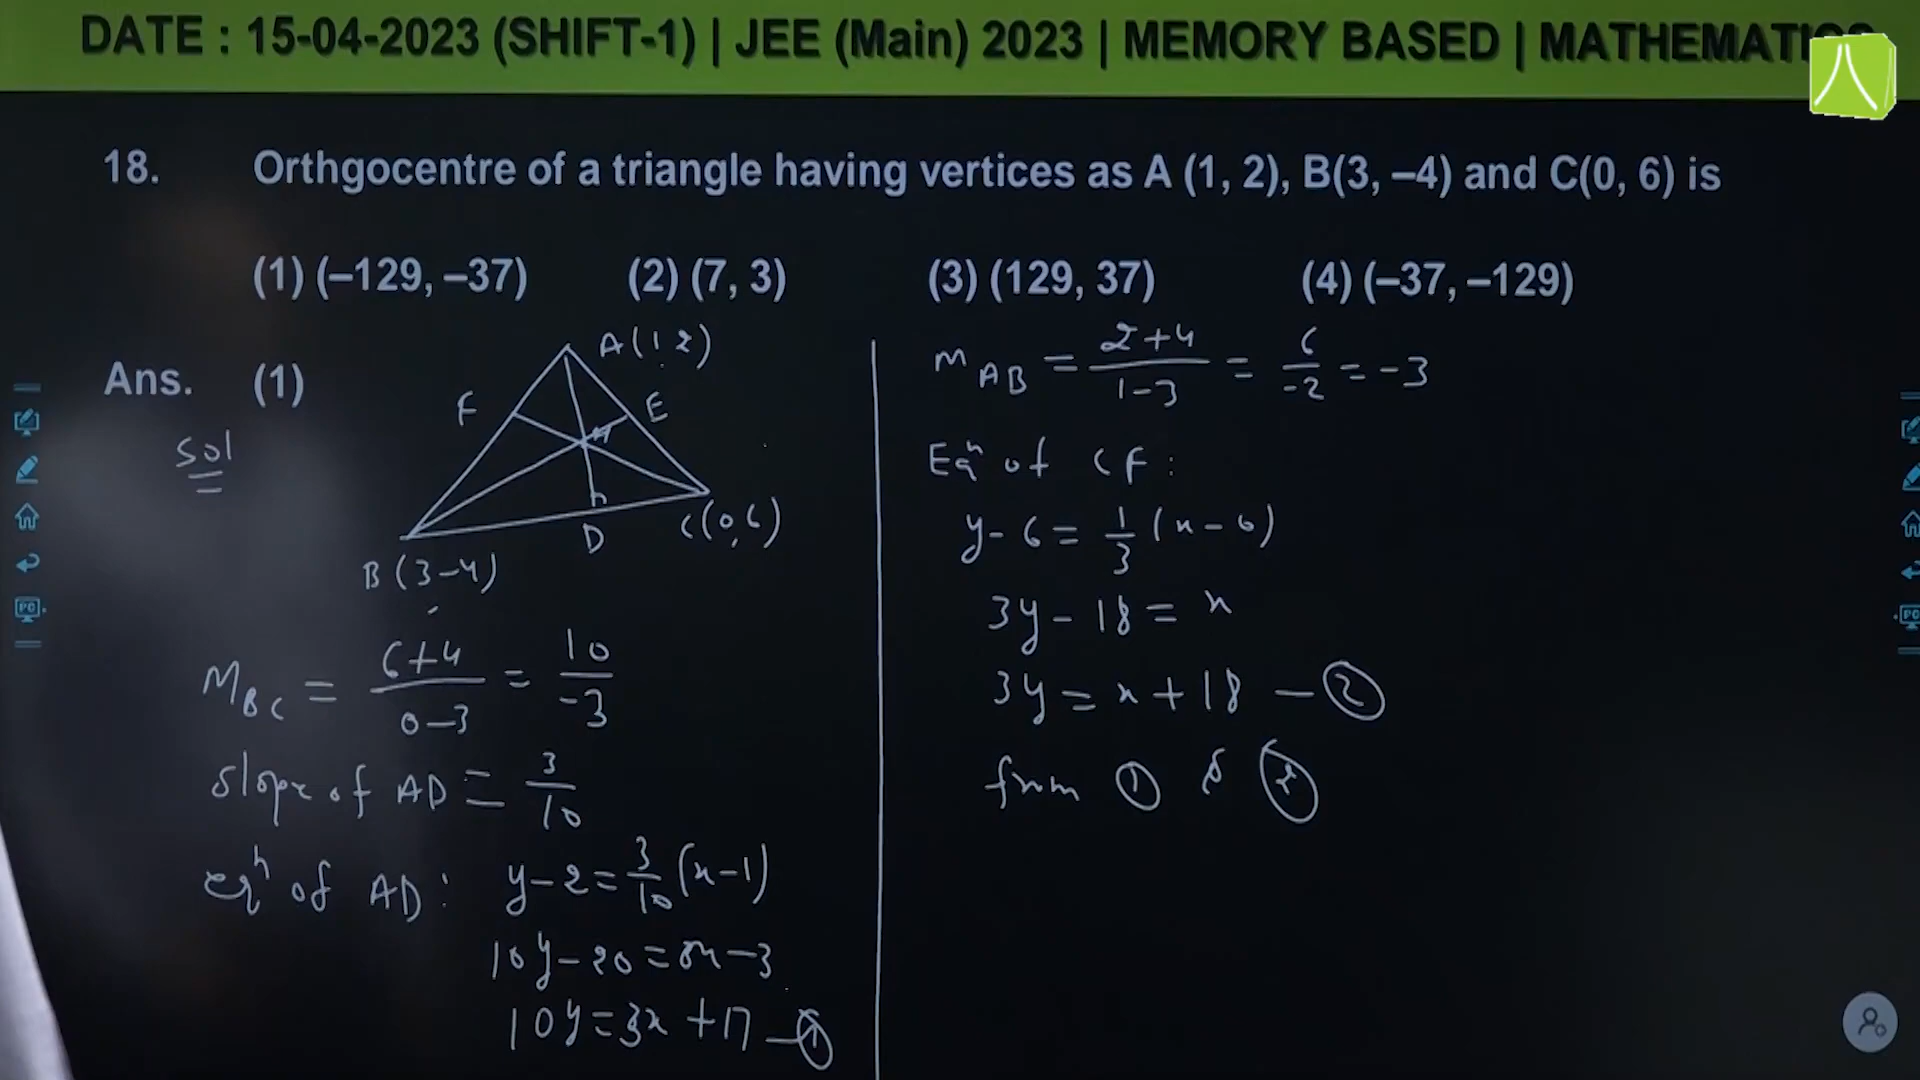 DATE : 15-04-2023 (SHIFT-1) | JEE (Main) 2023 | MEMORY BASED | MATHEMATICS
18. Orthgocentre of a triangle having vertices as A (1, 2), B(3, –4) and C(0, 6) is
(1) (–129, –37) (2) (7, 3) (3) (129, 37) (4) (–37, –129)
Ans. (1)
Sol
A(1 2)
F
E
H
B (3-4)
D
C(0,6)
M BC = 6+4/0-3 = 10/-3
slope of AD = 3/10
eqn of AD: y-2 = 3/10 (x-1)
10y-20 = 3x-3
10y = 3x+17 - ①
M AB = 2+4/1-3 = 6/-2 = -3
Eqn of CF:
y-6 = 1/3 (x-0)
3y-18 = x
3y = x+18 - ②
from ① & ②
PC
PC